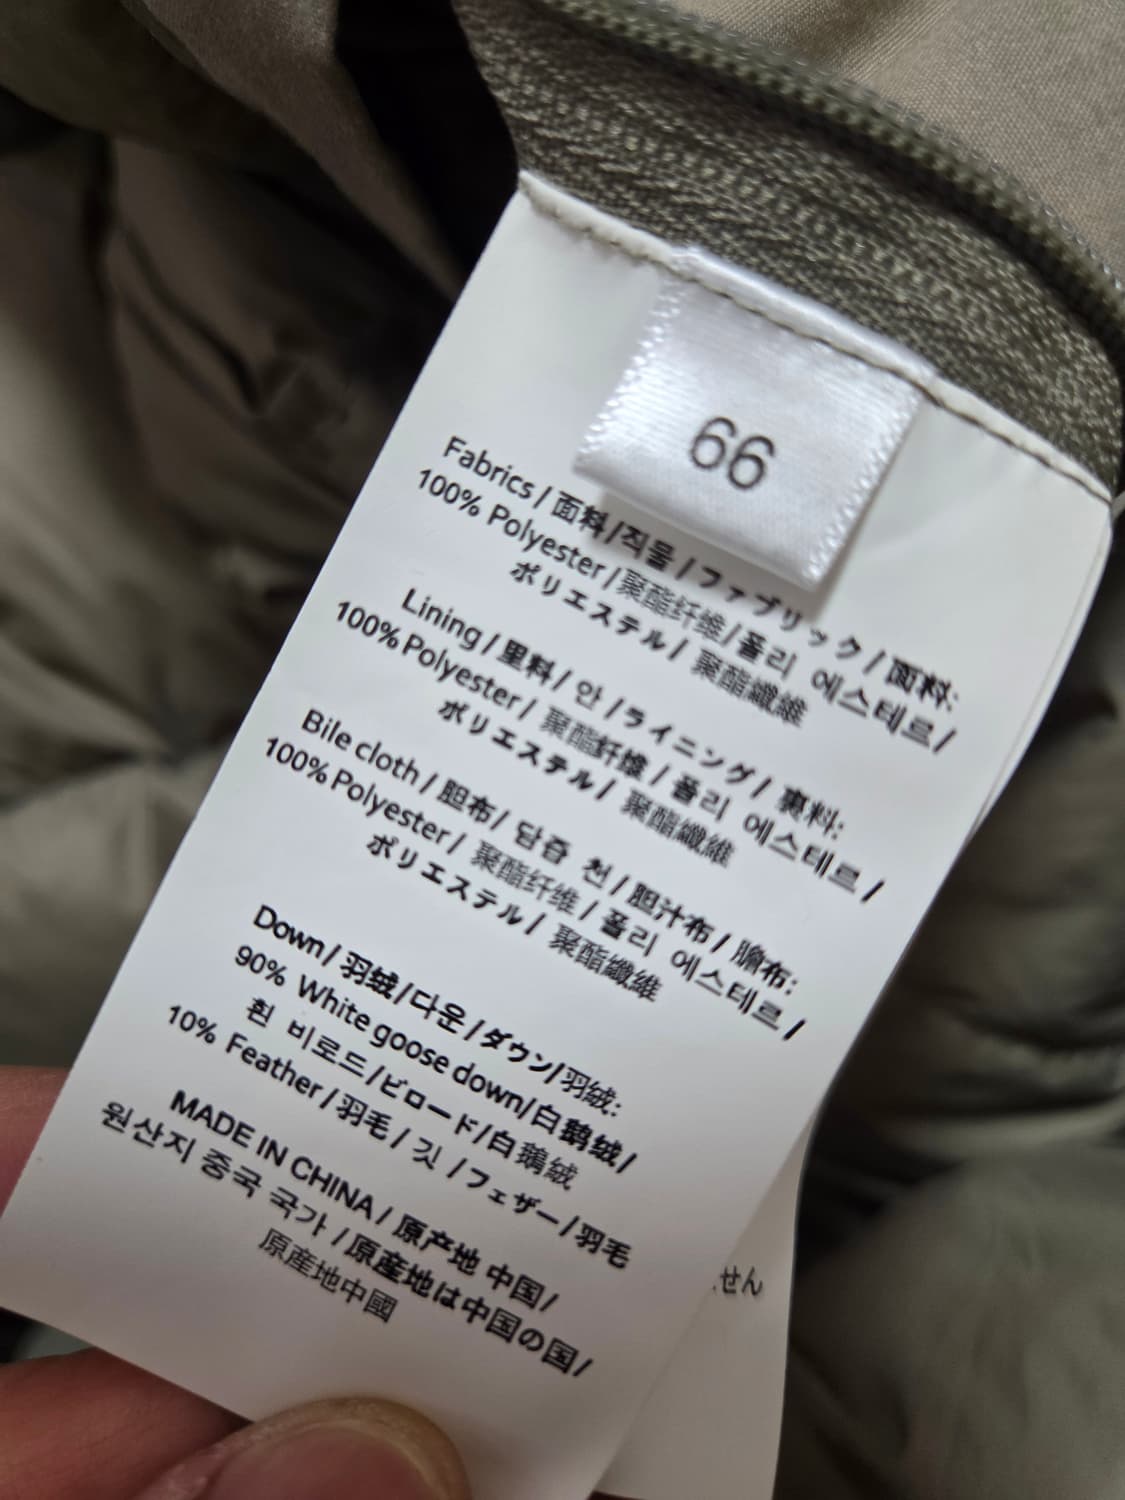 66
Fabrics / 面料/직물 / ファブリック / 面料:
100% Polyester / 聚酯纤维 / 폴리 에스테르 /
ポリエステル / 聚酯纖維
Lining / 里料 / 안 / ライニング / 裏料:
100% Polyester / 聚酯纤维 / 폴리 에스테르 /
ポリエステル / 聚酯纖維
Bile cloth / 胆布 / 담즙 천 / 胆汁布 / 膽布:
100% Polyester / 聚酯纤维 / 폴리 에스테르 /
ポリエステル / 聚酯纖維
Down / 羽绒/다운 / ダウン/羽絨:
90% White goose down/白鹅绒/
흰 비로드/ビロード/白鵝絨
10% Feather / 羽毛 / 깃 / フェザー/羽毛
MADE IN CHINA / 原产地 中国/
원산지 중국 국가 / 原産地は中国の国/
原產地中國
せん